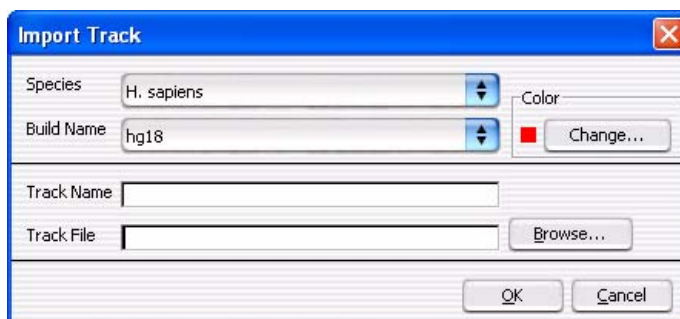 Import Track
Species
H. sapiens
Color
Build Name
hg18
Change...
Track Name
Track File
Browse...
OK
Cancel